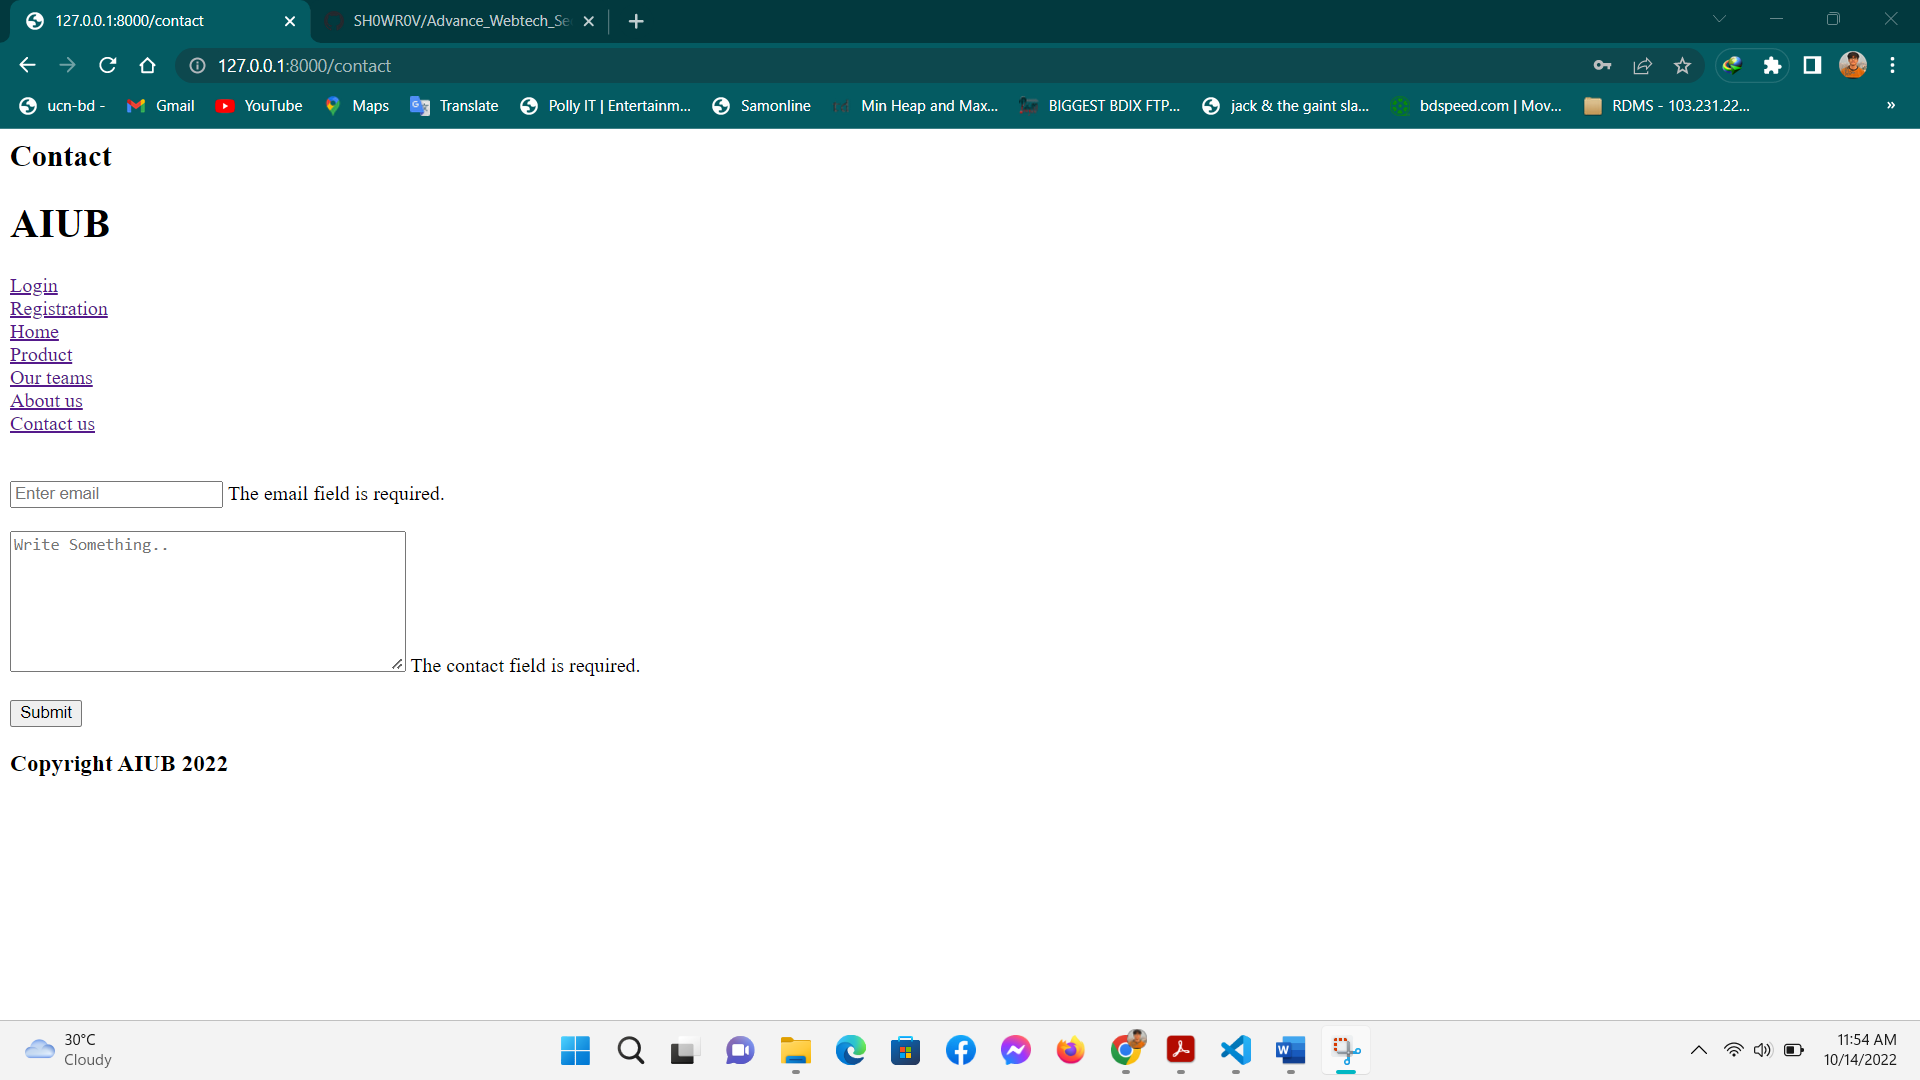 127.0.0.1:8000/contact
SH0WR0V/Advance_Webtech_Se
127.0.0.1:8000/contact
ucn-bd -
Gmail
YouTube
Maps
Translate
Polly IT | Entertainm...
Samonline
Min Heap and Max...
BIGGEST BDIX FTP...
jack & the gaint sla...
bdspeed.com | Mov...
RDMS - 103.231.22...
»
Contact
AIUB
Login
Registration
Home
Product
Our teams
About us
Contact us
Enter email The email field is required.
Write Something..
The contact field is required.
Submit
Copyright AIUB 2022
30°C
Cloudy
11:54 AM
10/14/2022